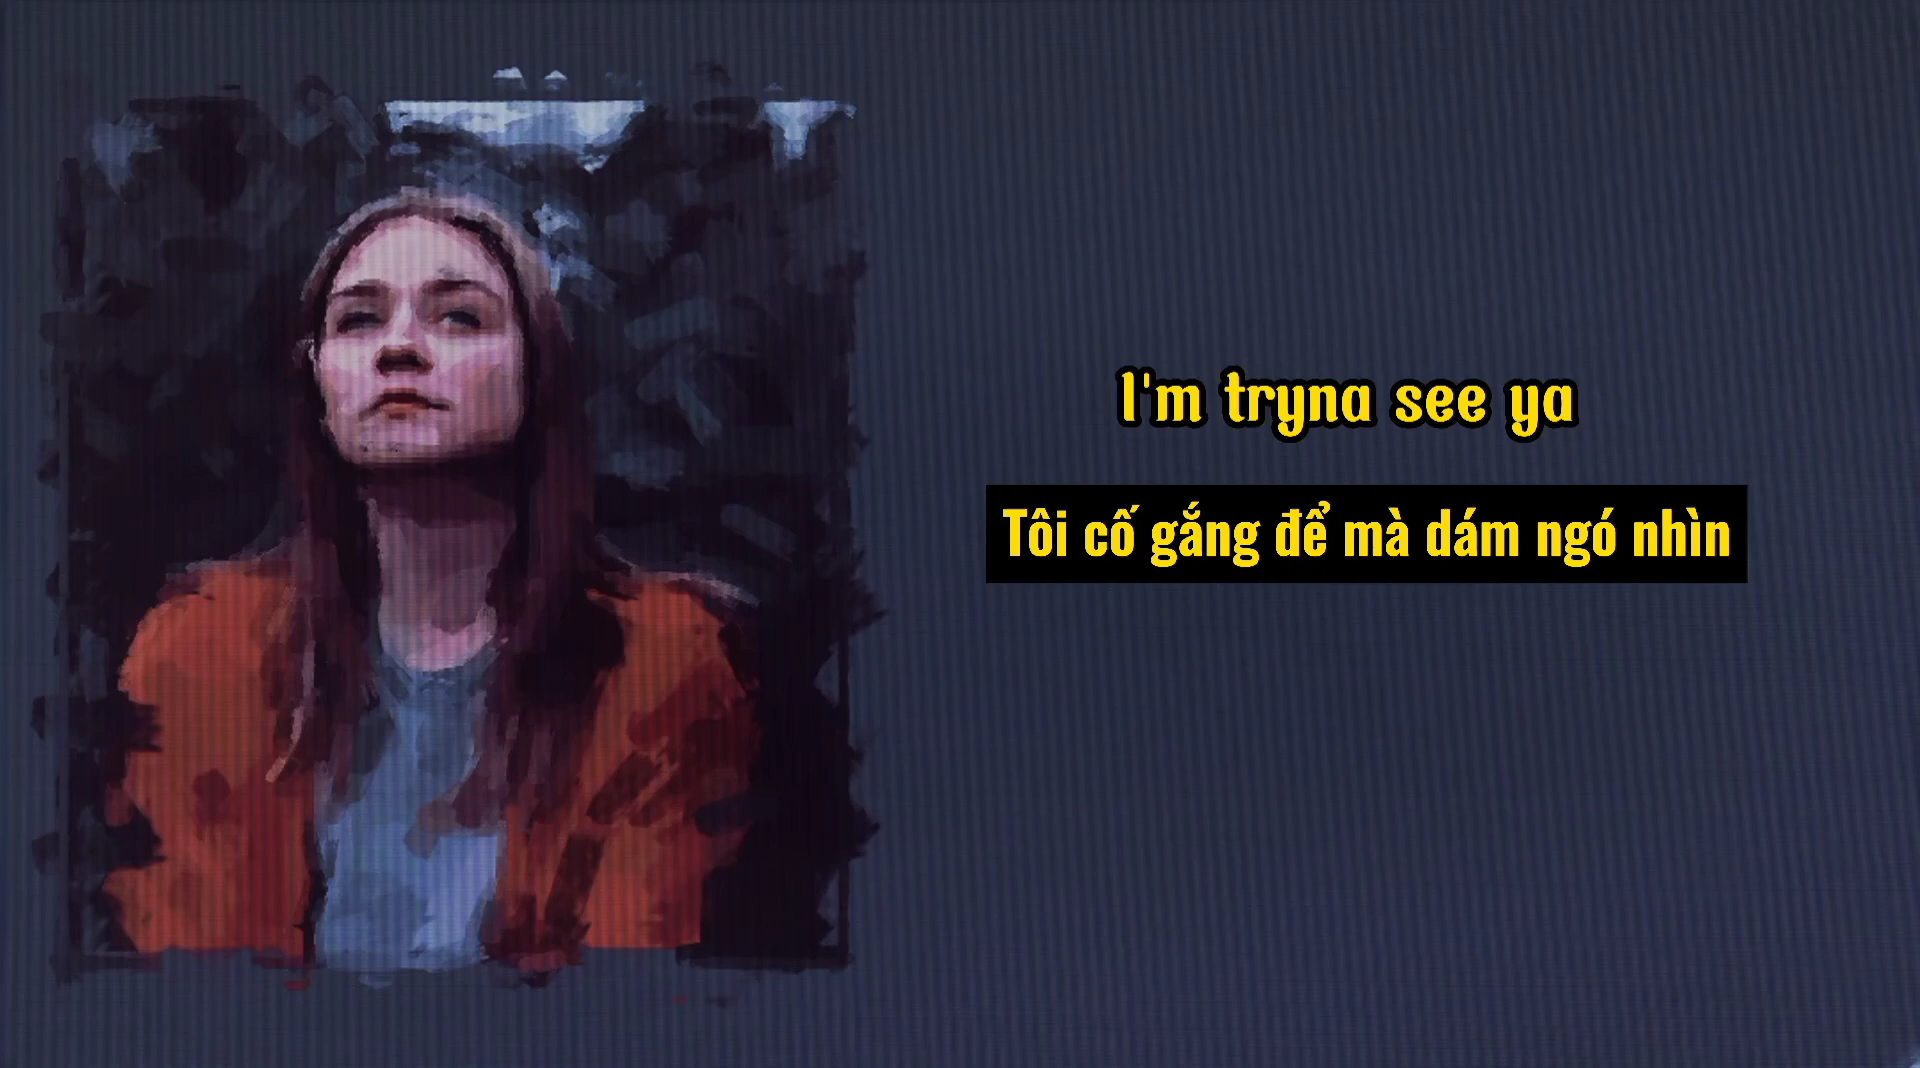 I'm tryna see ya
Tôi cố gắng để mà dám ngó nhìn